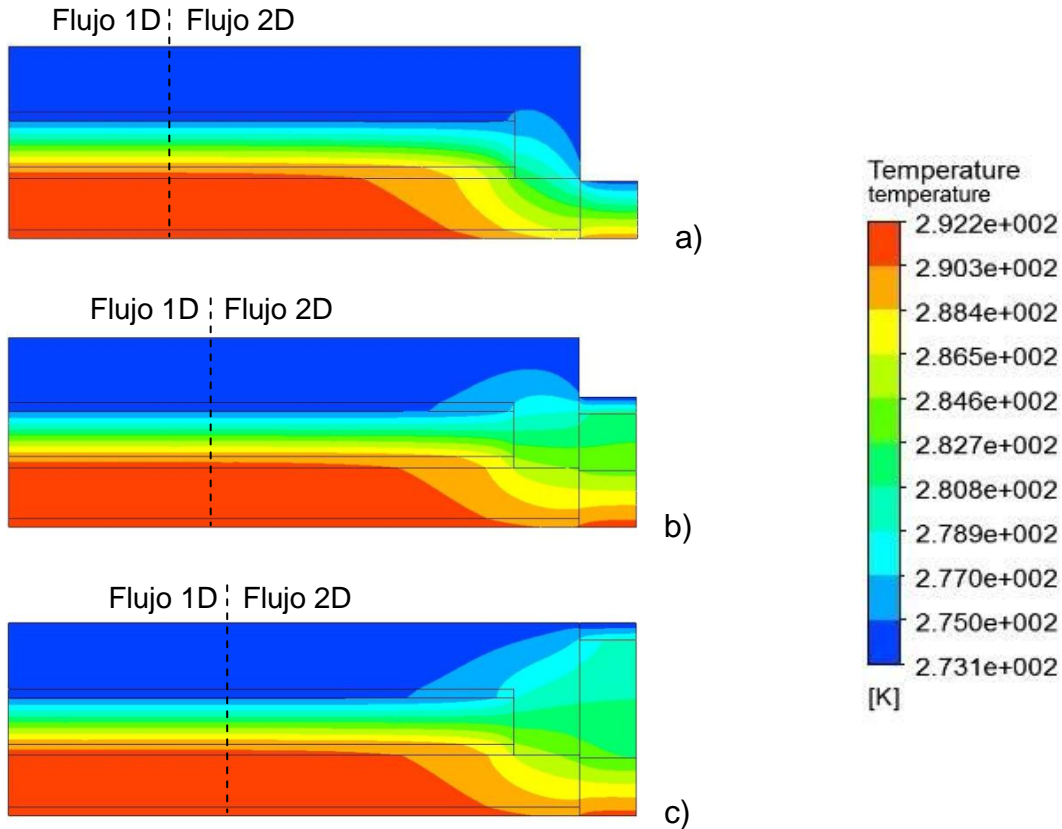 Flujo 1D Flujo 2D
a)
Flujo 1D Flujo 2D
b)
Flujo 1D Flujo 2D
c)
Temperature
temperature
2.922e+002
2.903e+002
2.884e+002
2.865e+002
2.846e+002
2.827e+002
2.808e+002
2.789e+002
2.770e+002
2.750e+002
2.731e+002
[K]